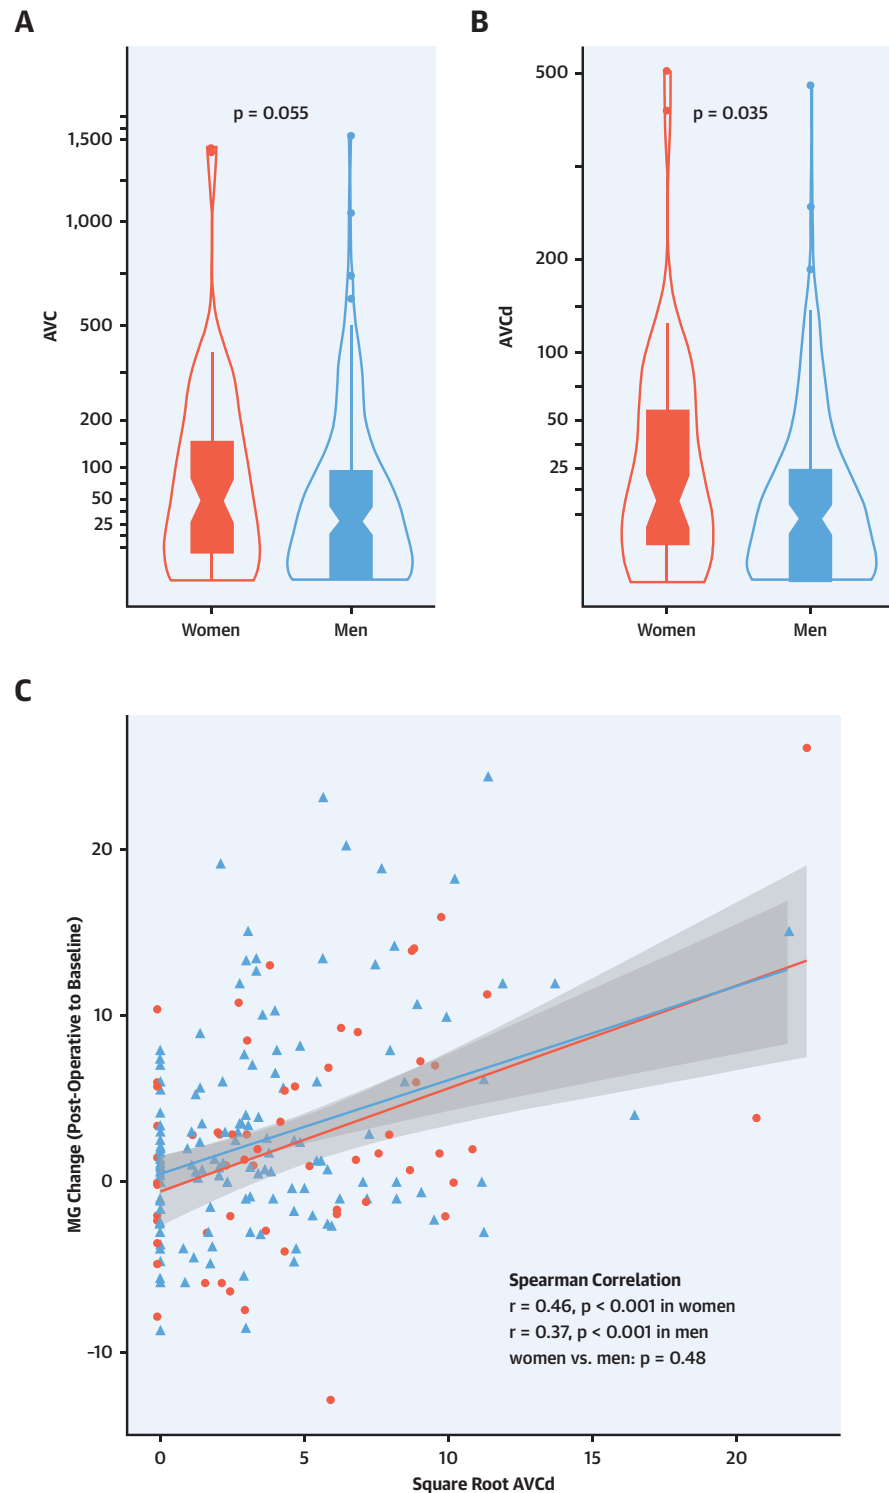 A
p = 0.055
1,500
1,000
500
200
100
50
25
AVC
Women Men
B
p = 0.035
500
200
100
50
25
AVCd
Women Men
C
MG Change (Post-Operative to Baseline)
20
10
0
-10
Spearman Correlation
r = 0.46, p < 0.001 in women
r = 0.37, p < 0.001 in men
women vs. men: p = 0.48
0 5 10 15 20
Square Root AVCd